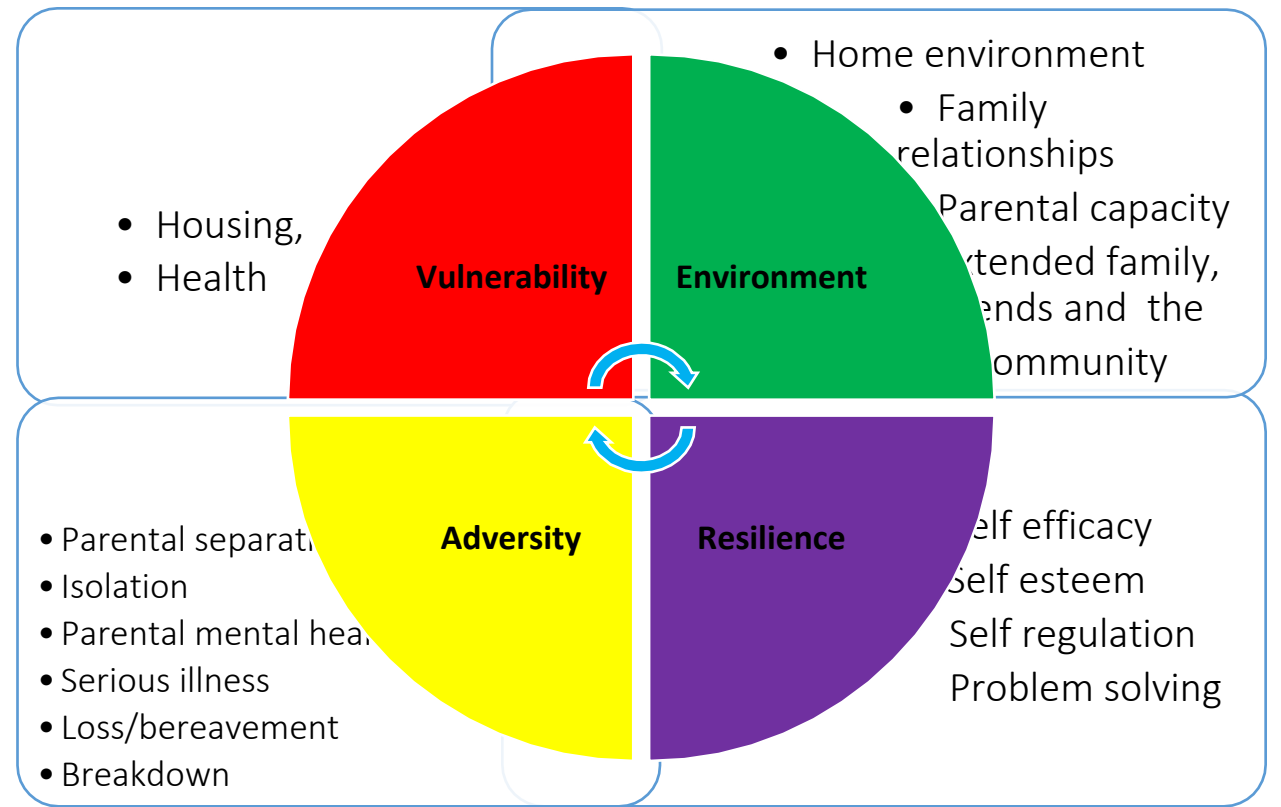 • Housing,
• Health
Vulnerability
• Home environment
• Family
relationships
Parental capacity
xtended family,
ends and the
ommunity
Environment
• Parental separati
• Isolation
• Parental mental heal
• Serious illness
• Loss/bereavement
• Breakdown
Adversity
Resilience
elf efficacy
Self esteem
Self regulation
Problem solving